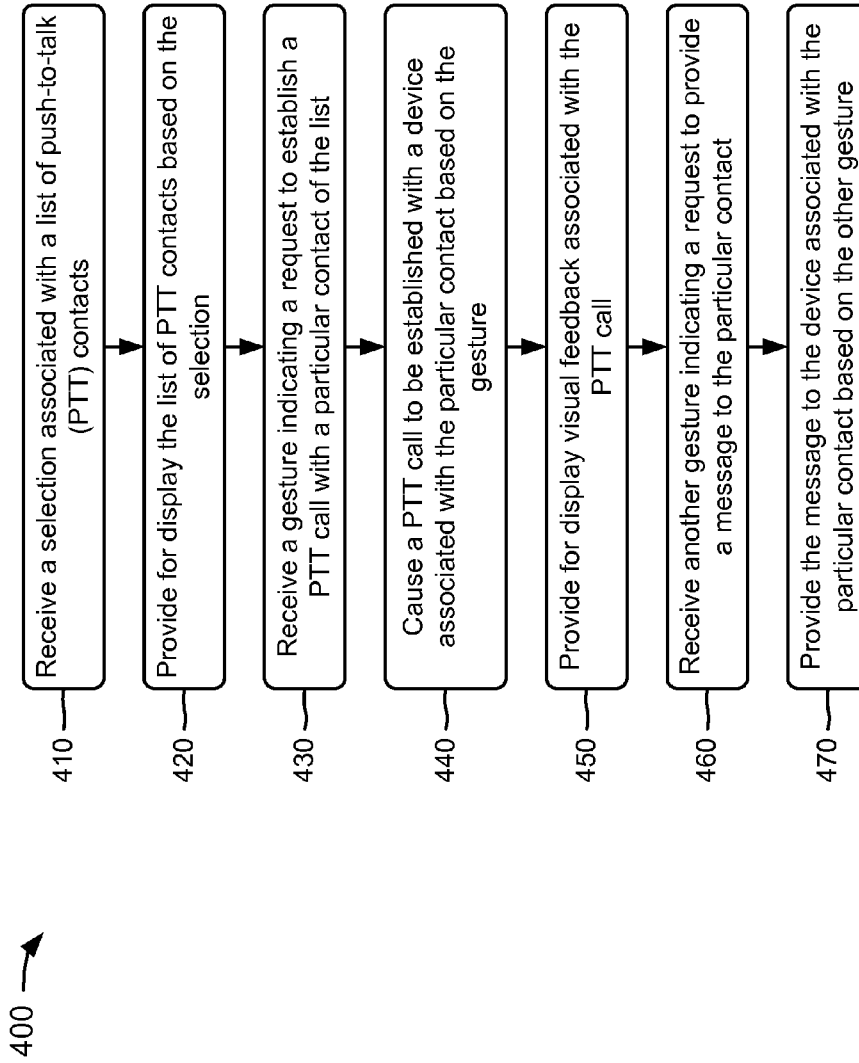 400
410
Receive a selection associated with a list of push-to-talk
(PTT) contacts
420
Provide for display the list of PTT contacts based on the
selection
430
Receive a gesture indicating a request to establish a
PTT call with a particular contact of the list
440
Cause a PTT call to be established with a device
associated with the particular contact based on the
gesture
450
Provide for display visual feedback associated with the
PTT call
460
Receive another gesture indicating a request to provide
a message to the particular contact
470
Provide the message to the device associated with the
particular contact based on the other gesture